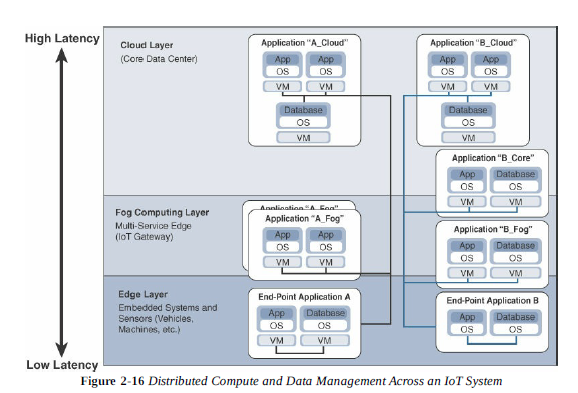 High Latency
Cloud Layer
(Core Data Center)
Application "A_Cloud"
App App
OS OS
VM VM
Database
OS
VM
Application "B_Cloud"
App App
OS OS
VM VM
Database
OS
VM
Application "B_Core"
App Database
OS OS
VM VM
Fog Computing Layer
Multi-Service Edge
(IoT Gateway)
Application "A_Fog"
Application "A_Fog"
App App
OS OS
VM VM
Application "B_Fog"
App Database
OS OS
VM VM
Edge Layer
Embedded Systems and
Sensors (Vehicles,
Machines, etc.)
End-Point Application A
App Database
OS OS
VM VM
End-Point Application B
App Database
OS OS
Low Latency
Figure 2-16 Distributed Compute and Data Management Across an IoT System